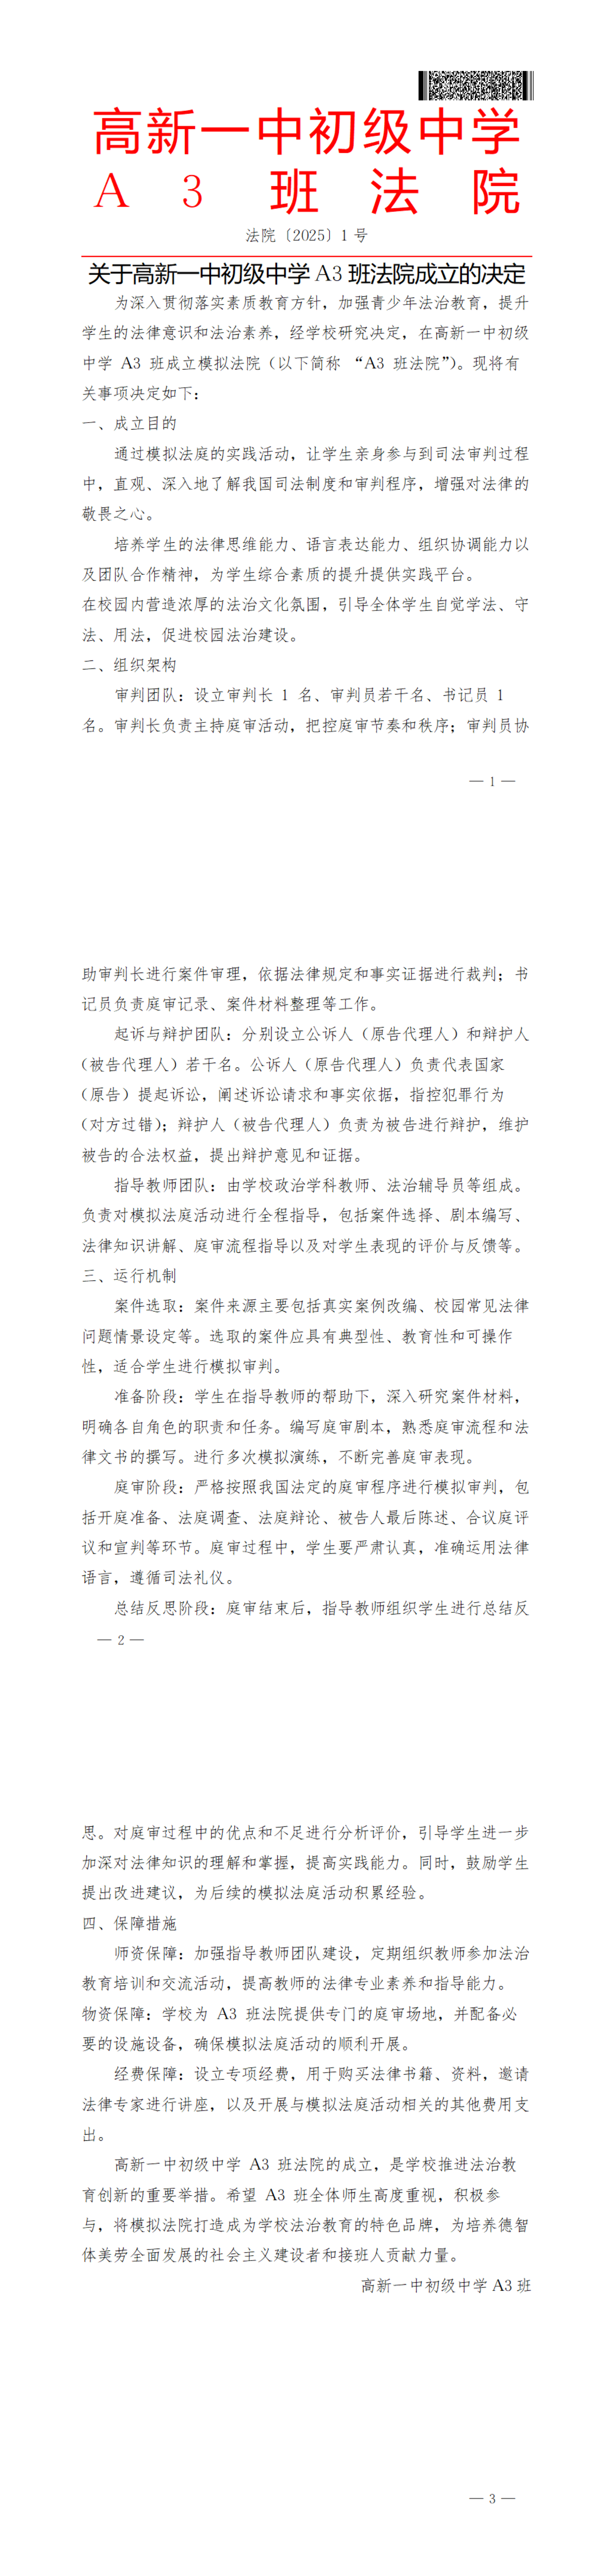 高新一中初级中学
A 3 班 法 院
法院〔2025〕1 号
关于高新一中初级中学 A3 班法院成立的决定
为深入贯彻落实素质教育方针，加强青少年法治教育，提升
学生的法律意识和法治素养，经学校研究决定，在高新一中初级
中学 A3 班成立模拟法院（以下简称 “A3 班法院”）。现将有
关事项决定如下：
一、成立目的
通过模拟法庭的实践活动，让学生亲身参与到司法审判过程
中，直观、深入地了解我国司法制度和审判程序，增强对法律的
敬畏之心。
培养学生的法律思维能力、语言表达能力、组织协调能力以
及团队合作精神，为学生综合素质的提升提供实践平台。
在校园内营造浓厚的法治文化氛围，引导全体学生自觉学法、守
法、用法，促进校园法治建设。
二、组织架构
审判团队：设立审判长 1 名、审判员若干名、书记员 1
名。审判长负责主持庭审活动，把控庭审节奏和秩序；审判员协
— 1 —
助审判长进行案件审理，依据法律规定和事实证据进行裁判；书
记员负责庭审记录、案件材料整理等工作。
起诉与辩护团队：分别设立公诉人（原告代理人）和辩护人
（被告代理人）若干名。公诉人（原告代理人）负责代表国家
（原告）提起诉讼，阐述诉讼请求和事实依据，指控犯罪行为
（对方过错）；辩护人（被告代理人）负责为被告进行辩护，维护
被告的合法权益，提出辩护意见和证据。
指导教师团队：由学校政治学科教师、法治辅导员等组成。
负责对模拟法庭活动进行全程指导，包括案件选择、剧本编写、
法律知识讲解、庭审流程指导以及对学生表现的评价与反馈等。
三、运行机制
案件选取：案件来源主要包括真实案例改编、校园常见法律
问题情景设定等。选取的案件应具有典型性、教育性和可操作
性，适合学生进行模拟审判。
准备阶段：学生在指导教师的帮助下，深入研究案件材料，
明确各自角色的职责和任务。编写庭审剧本，熟悉庭审流程和法
律文书的撰写。进行多次模拟演练，不断完善庭审表现。
庭审阶段：严格按照我国法定的庭审程序进行模拟审判，包
括开庭准备、法庭调查、法庭辩论、被告人最后陈述、合议庭评
议和宣判等环节。庭审过程中，学生要严肃认真，准确运用法律
语言，遵循司法礼仪。
总结反思阶段：庭审结束后，指导教师组织学生进行总结反
— 2 —
思。对庭审过程中的优点和不足进行分析评价，引导学生进一步
加深对法律知识的理解和掌握，提高实践能力。同时，鼓励学生
提出改进建议，为后续的模拟法庭活动积累经验。
四、保障措施
师资保障：加强指导教师团队建设，定期组织教师参加法治
教育培训和交流活动，提高教师的法律专业素养和指导能力。
物资保障：学校为 A3 班法院提供专门的庭审场地，并配备必
要的设施设备，确保模拟法庭活动的顺利开展。
经费保障：设立专项经费，用于购买法律书籍、资料，邀请
法律专家进行讲座，以及开展与模拟法庭活动相关的其他费用支
出。
高新一中初级中学 A3 班法院的成立，是学校推进法治教
育创新的重要举措。希望 A3 班全体师生高度重视，积极参
与，将模拟法院打造成为学校法治教育的特色品牌，为培养德智
体美劳全面发展的社会主义建设者和接班人贡献力量。
高新一中初级中学 A3 班
— 3 —